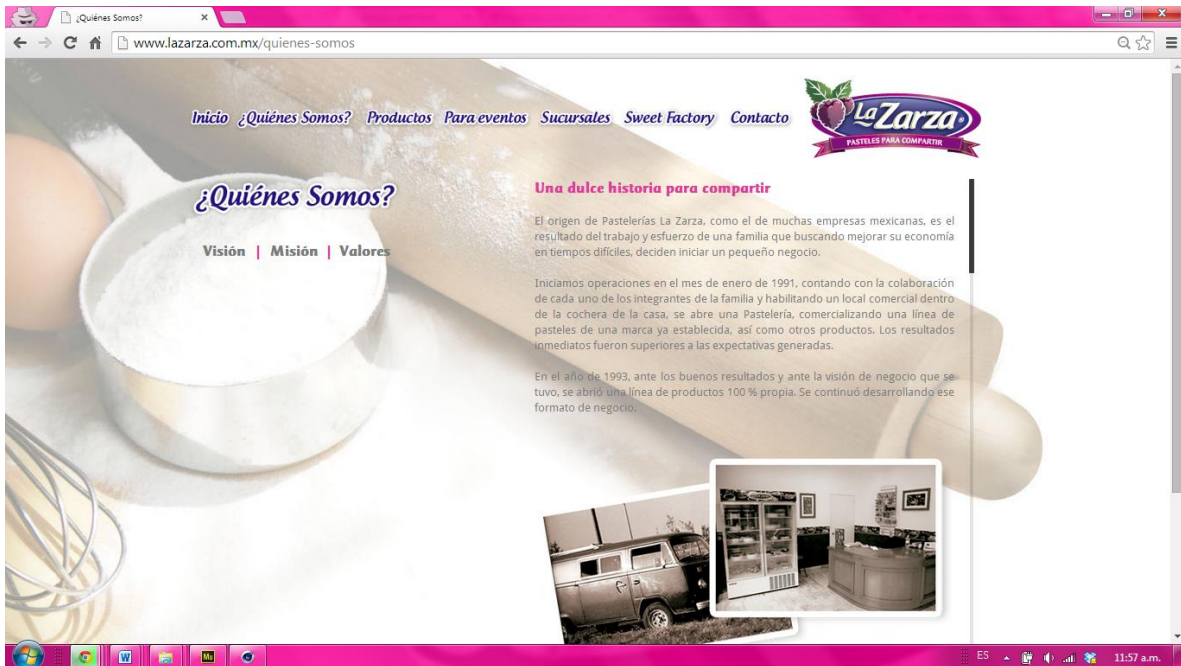 ¿Quiénes Somos?
www.lazarza.com.mx/quienes-somos
Inicio ¿Quiénes Somos? Productos Para eventos Sucursales Sweet Factory Contacto
La Zarza
PASTELES PARA COMPARTIR
¿Quiénes Somos?
Visión | Misión | Valores
Una dulce historia para compartir
El origen de Pastelerías La Zarza, como el de muchas empresas mexicanas, es el
resultado del trabajo y esfuerzo de una familia que buscando mejorar su economía
en tiempos difíciles, deciden iniciar un pequeño negocio.
Iniciamos operaciones en el mes de enero de 1991, contando con la colaboración
de cada uno de los integrantes de la familia y habilitando un local comercial dentro
de la cochera de la casa, se abre una Pastelería, comercializando una línea de
pasteles de una marca ya establecida, así como otros productos. Los resultados
inmediatos fueron superiores a las expectativas generadas.
En el año de 1993, ante los buenos resultados y ante la visión de negocio que se
tuvo, se abrió una línea de productos 100 % propia. Se continuó desarrollando ese
formato de negocio.
W
Mu
ES
11:57 a.m.